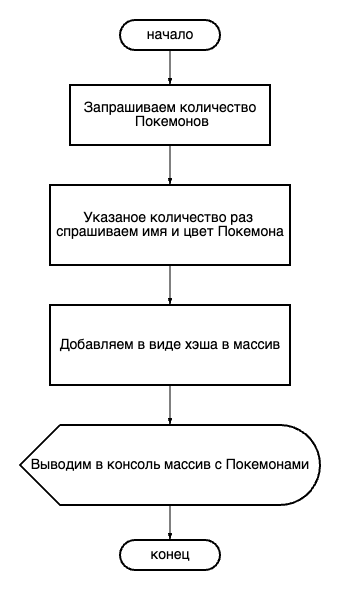 начало
Запрашиваем количество
Покемонов
Указаное количество раз
спрашиваем имя и цвет Покемона
Добавляем в виде хэша в массив
Выводим в консоль массив с Покемонами
конец